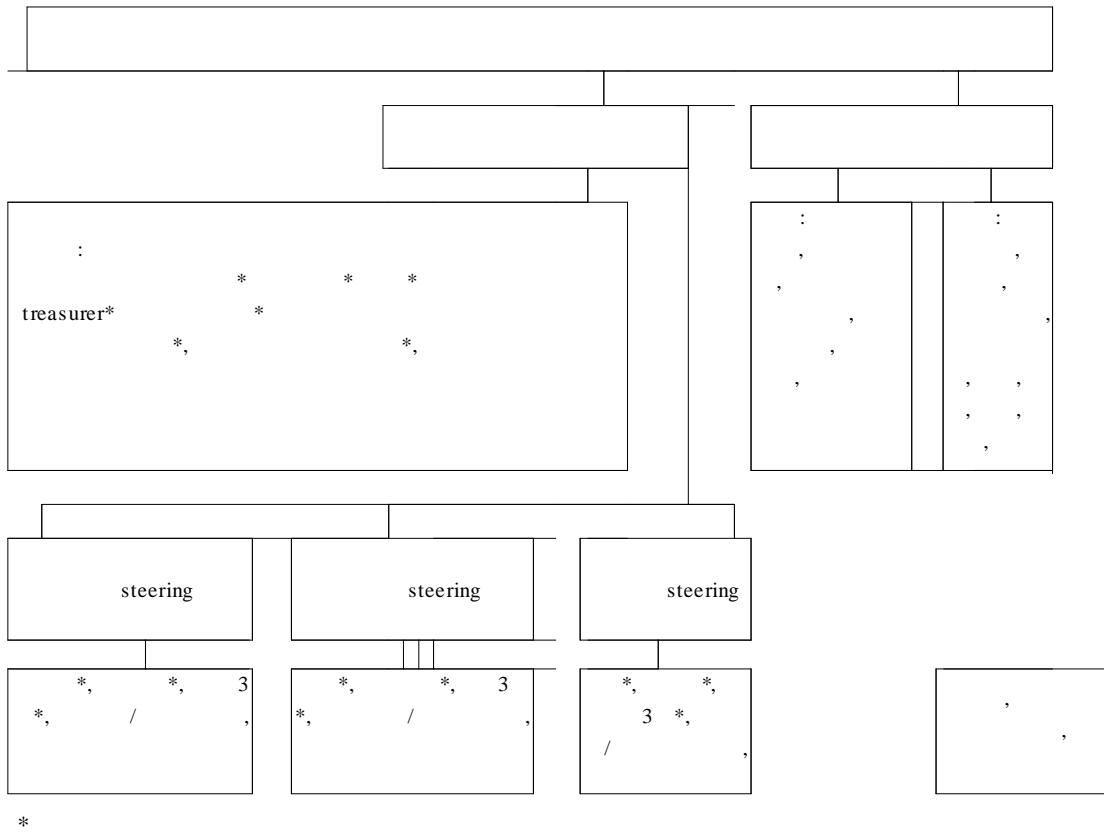 :
* * *
treasurer* *
*, *,
:
,
,
,
,
,
:
,
,
,
, ,
, ,
,
steering
steering
steering
*, *, 3
*, / ,
*, *, 3
*, / ,
*, *,
3 *,
/ ,
,
,
*